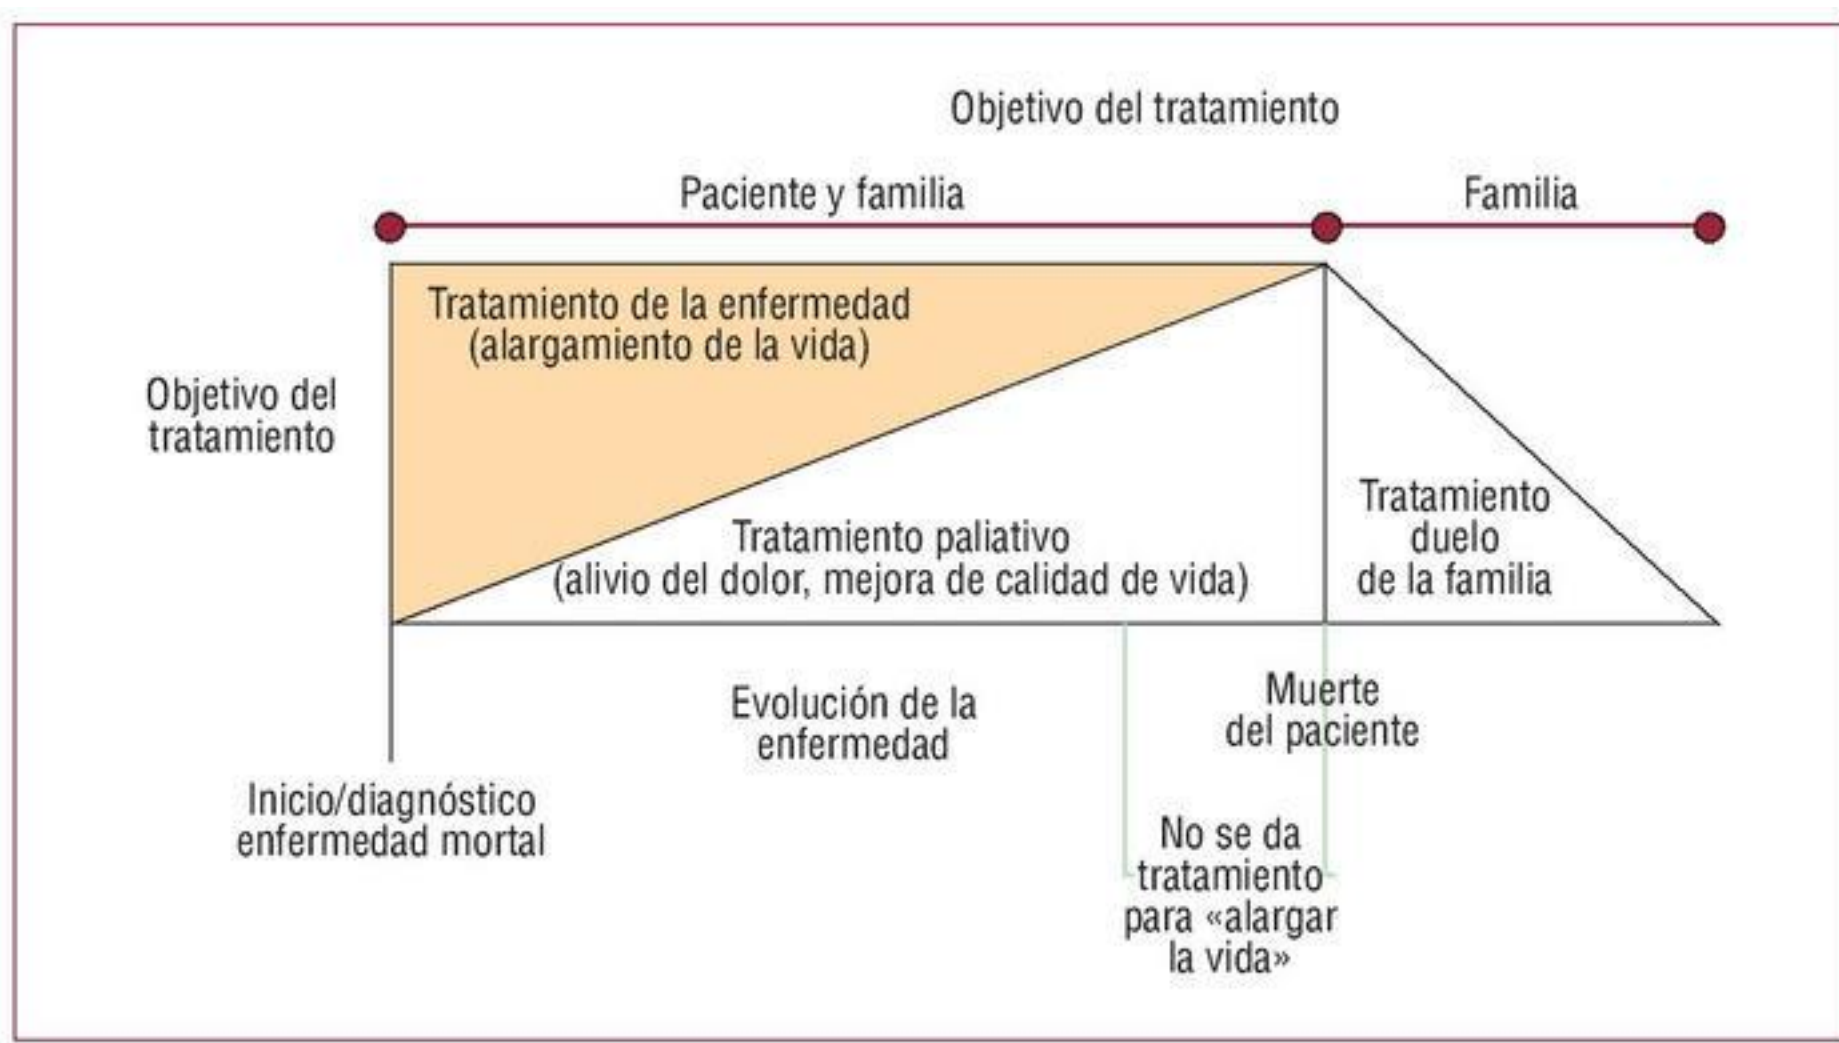 Objetivo del tratamiento
Paciente y familia
Familia
Tratamiento de la enfermedad
(alargamiento de la vida)
Objetivo del
tratamiento
Tratamiento paliativo
(alivio del dolor, mejora de calidad de vida)
Tratamiento
duelo
de la familia
Evolución de la
enfermedad
Muerte
del paciente
Inicio/diagnóstico
enfermedad mortal
No se da
tratamiento
para «alargar
la vida»